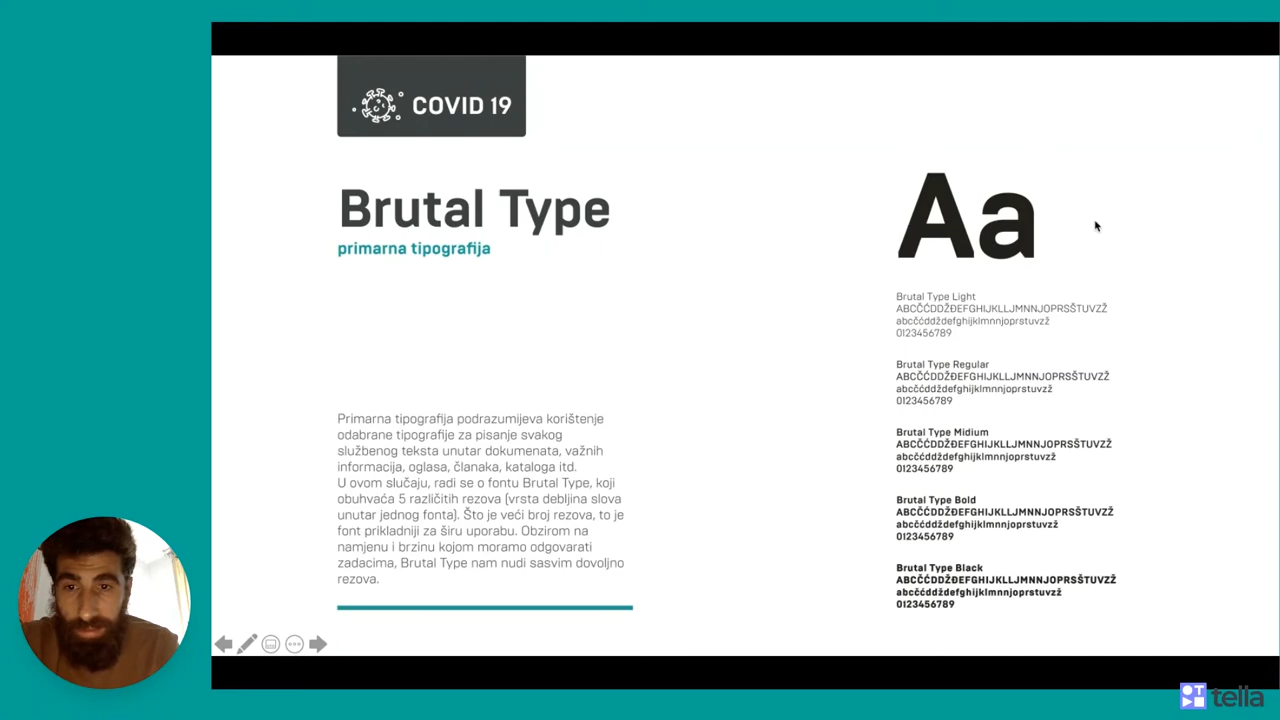 COVID 19
Brutal Type
primarna tipografija
Primarna tipografija podrazumijeva korištenje
odabrane tipografije za pisanje svakog
službenog teksta unutar dokumenata, važnih
informacija, oglasa, članaka, kataloga itd.
U ovom slučaju, radi se o fontu Brutal Type, koji
obuhvaća 5 različitih rezova (vrsta debljina slova
unutar jednog fonta). Što je veći broj rezova, to je
font prikladniji za širu uporabu. Obzirom na
namjenu i brzinu kojom moramo odgovarati
zadacima, Brutal Type nam nudi sasvim dovoljno
rezova.
Aa
Brutal Type Light
ABCČĆDDŽĐEFGHIJKLLJMNNJOPRSŠTUVZŽ
abcčćddždefghijklmnnjoprstuvzž
0123456789
Brutal Type Regular
ABCČĆDDŽĐEFGHIJKLLJMNNJOPRSŠTUVZŽ
abcčćddždefghijklmnnjoprstuvzž
0123456789
Brutal Type Midium
ABCČĆDDŽĐEFGHIJKLLJMNNJOPRSŠTUVZŽ
abcčćddždefghijklmnnjoprstuvzž
0123456789
Brutal Type Bold
ABCČĆDDŽĐEFGHIJKLLJMNNJOPRSŠTUVZŽ
abcčćddždefghijklmnnjoprstuvzž
0123456789
Brutal Type Black
ABCČĆDDŽĐEFGHIJKLLJMNNJOPRSŠTUVZŽ
abcčćddždefghijklmnnjoprstuvzž
0123456789
tella